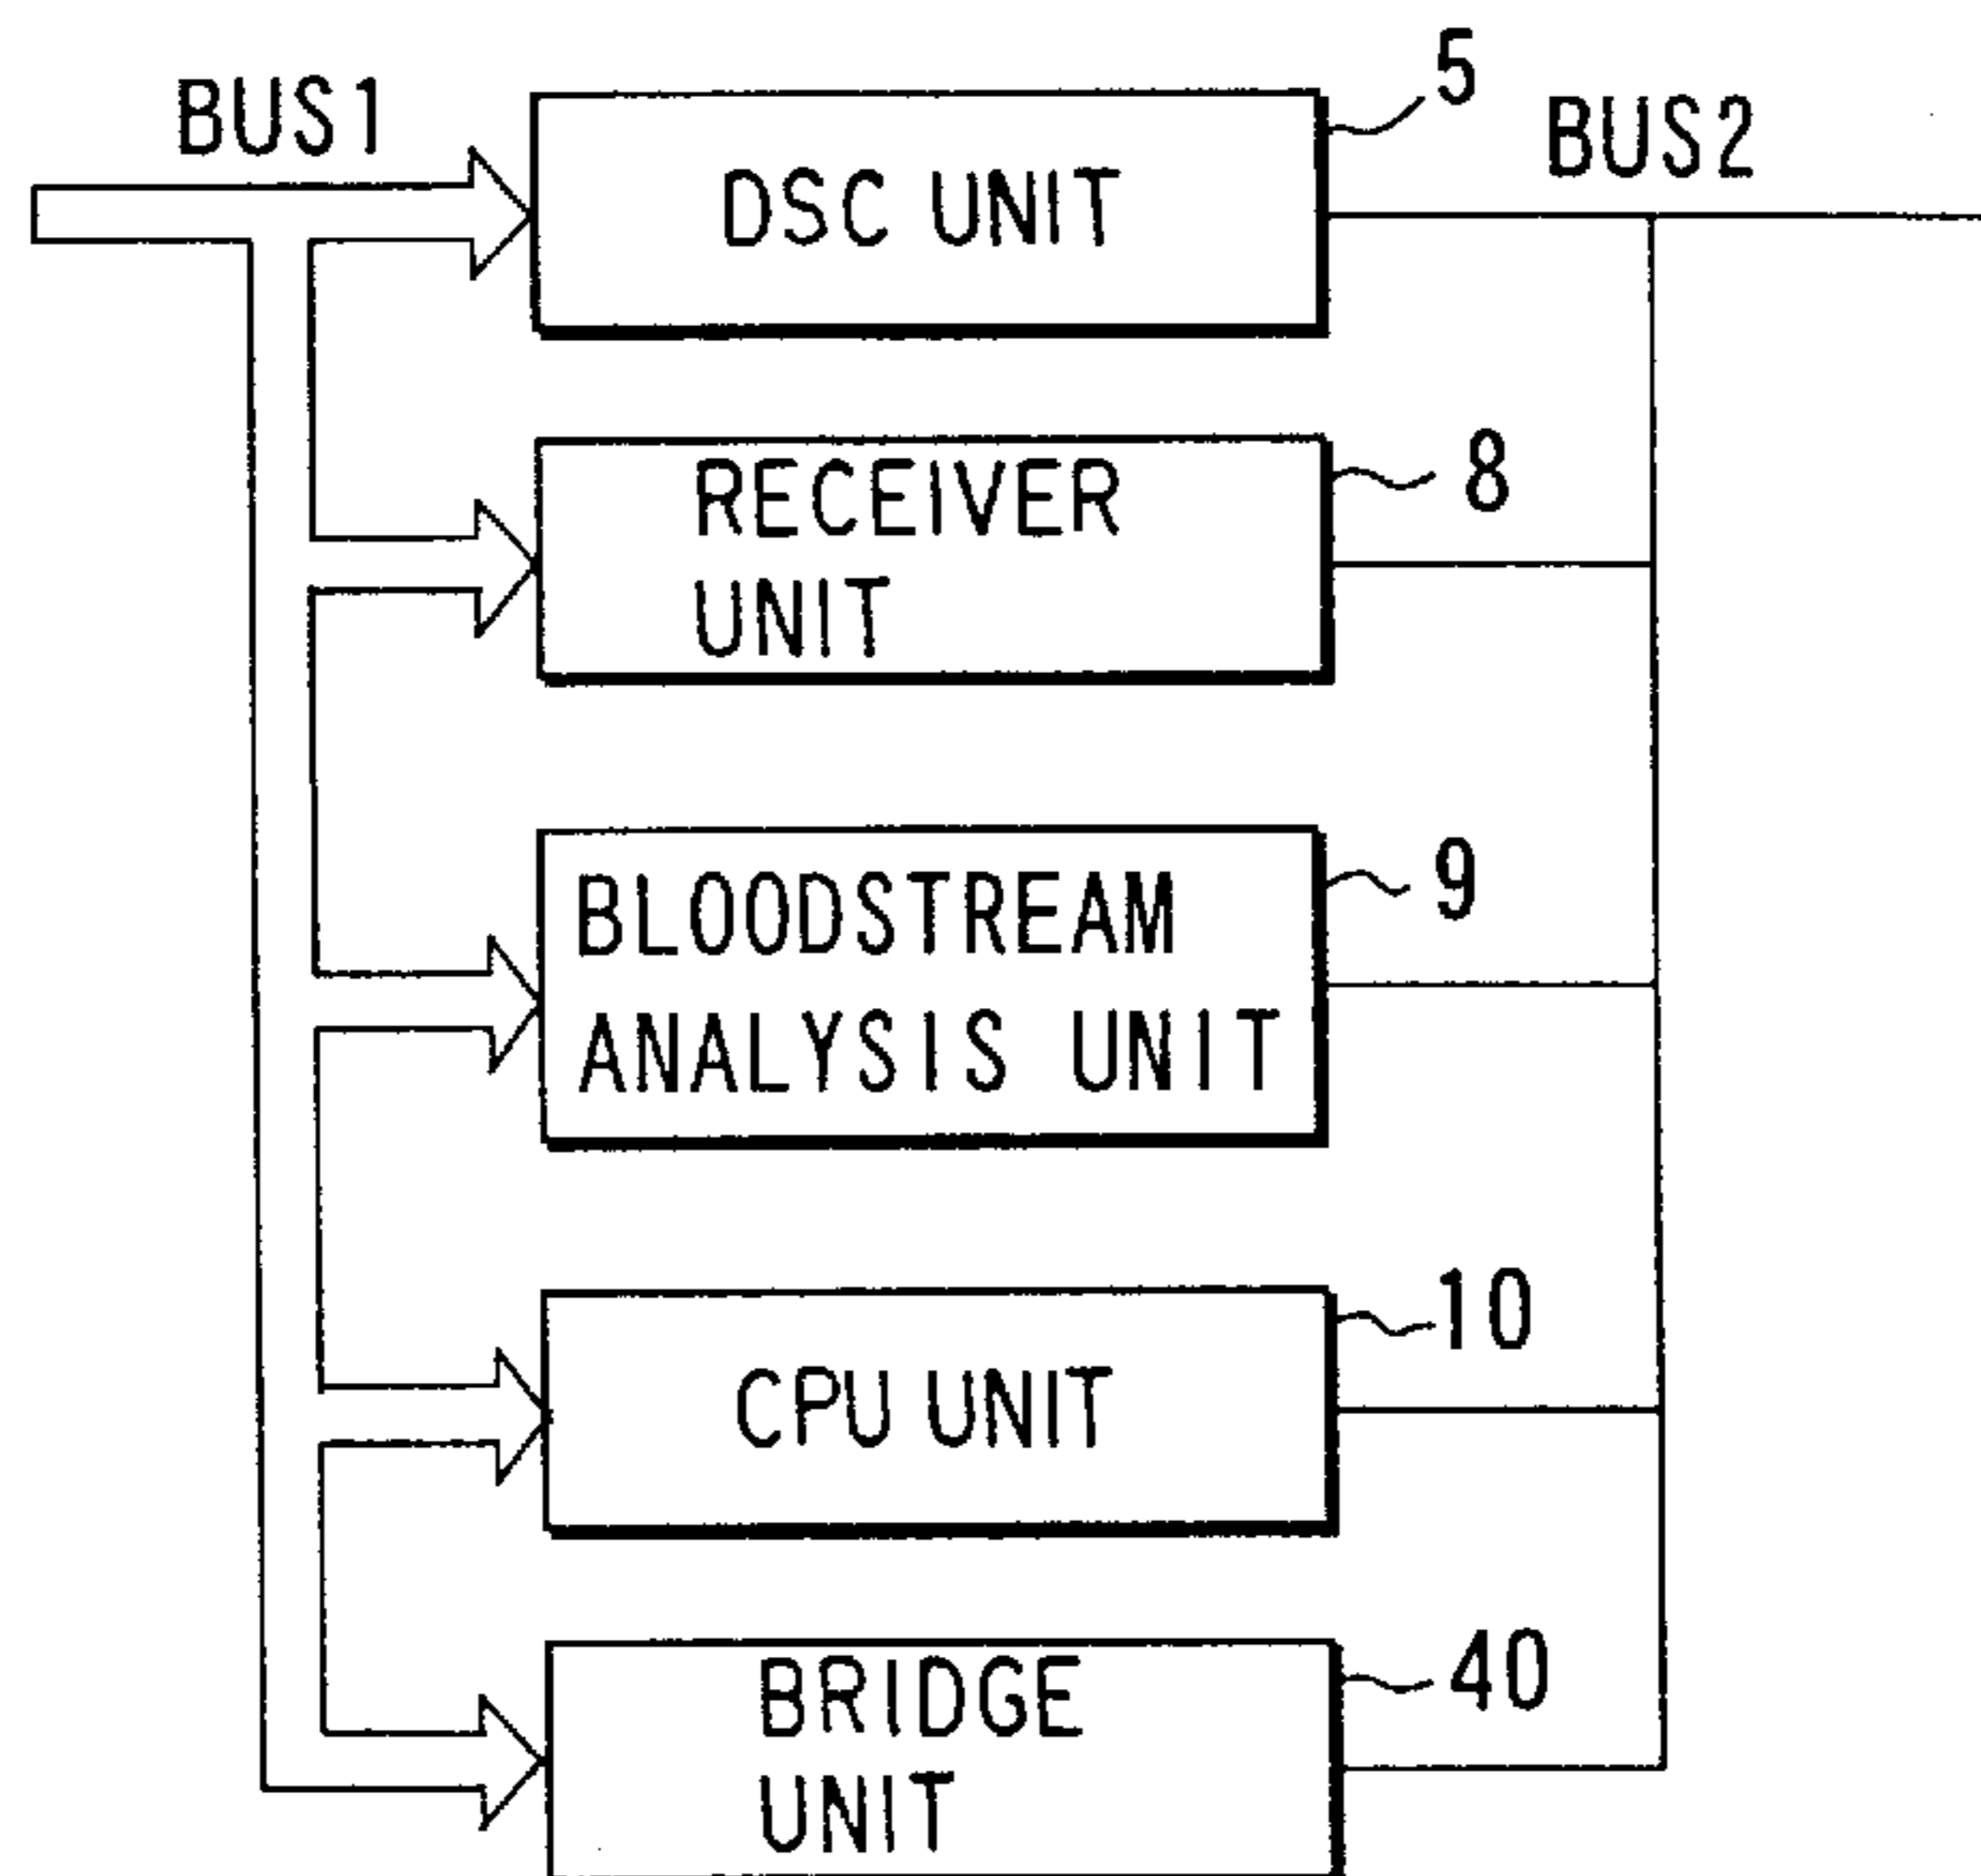 BUS1
5
BUS2
DSC UNIT
8
RECEIVER
UNIT
9
BLOODSTREAM
ANALYSIS UNIT
10
CPU UNIT
40
BRIDGE
UNIT